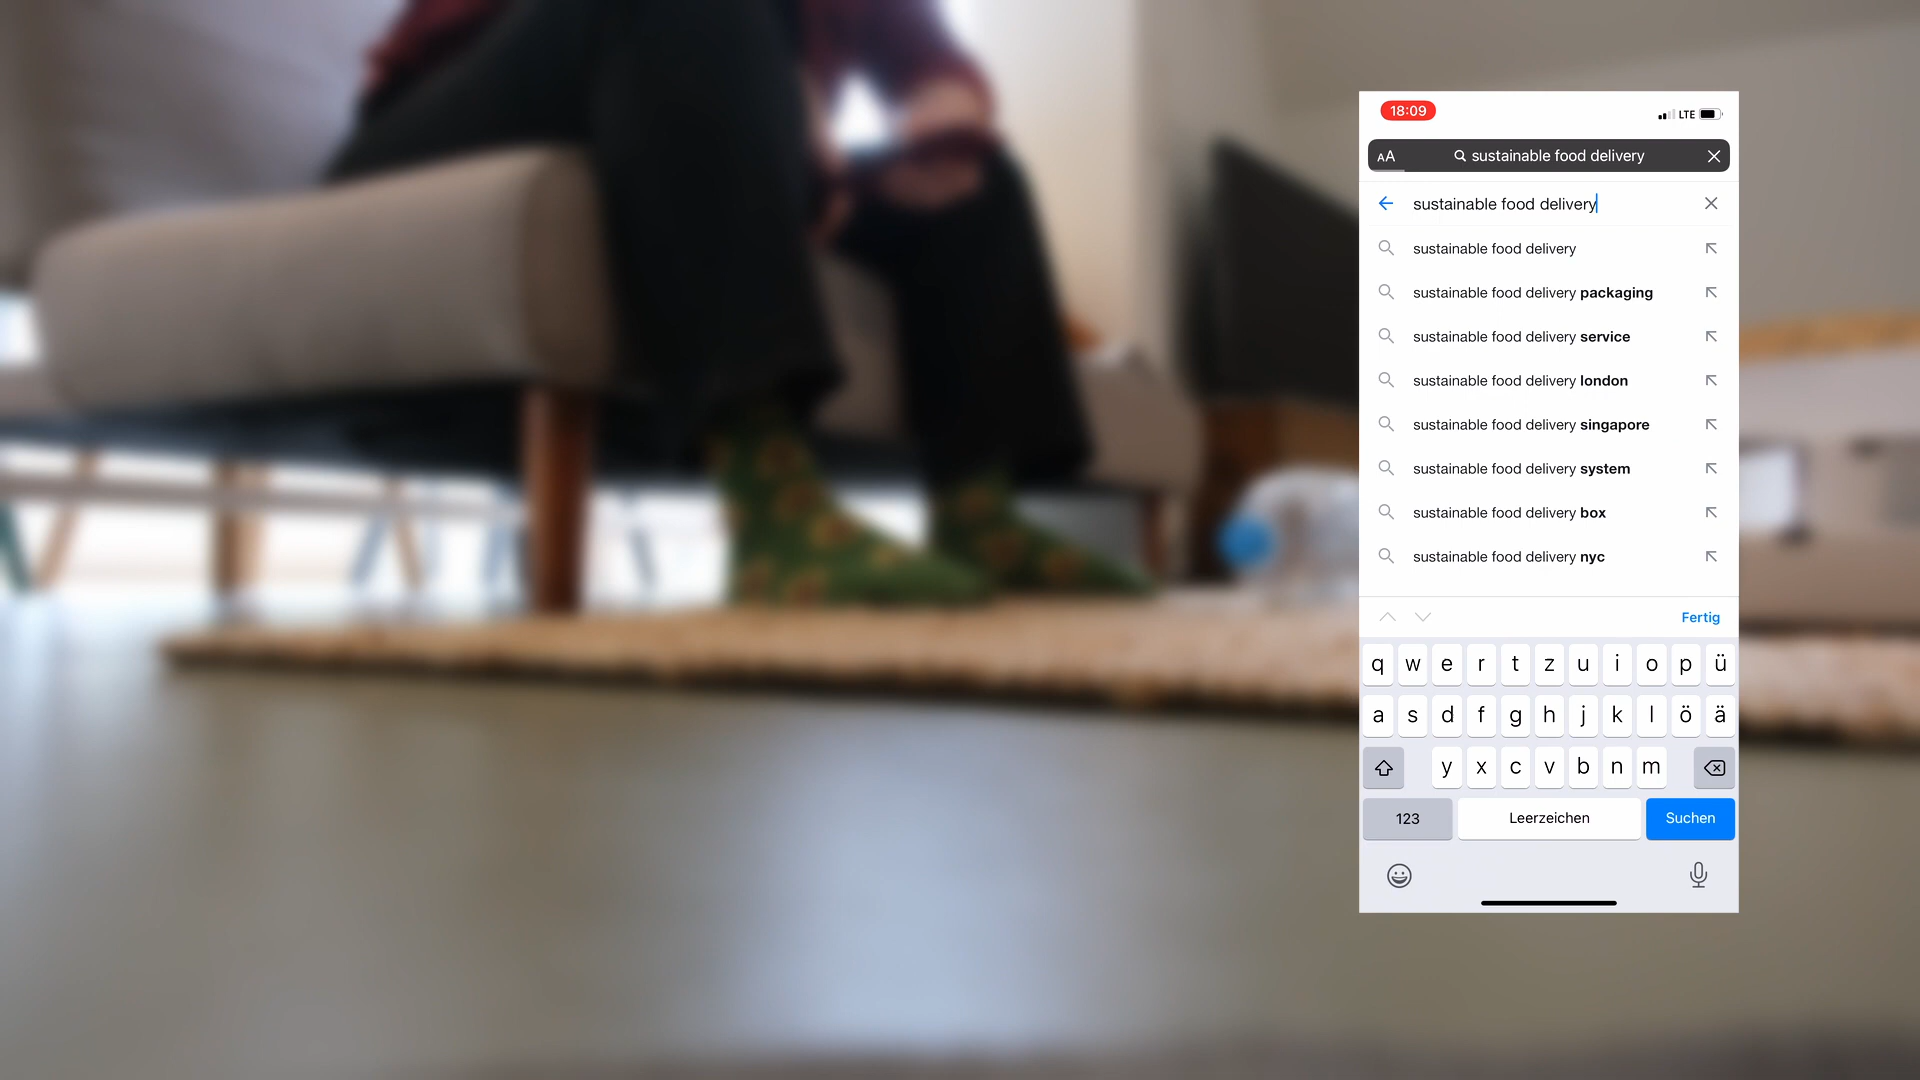 18:09
LTE
AA
sustainable food delivery
sustainable food delivery
sustainable food delivery
sustainable food delivery packaging
sustainable food delivery service
sustainable food delivery london
sustainable food delivery singapore
sustainable food delivery system
sustainable food delivery box
sustainable food delivery nyc
Fertig
q w e r t z u i o p ü
a s d f g h j k l ö ä
y x c v b n m
123 Leerzeichen Suchen